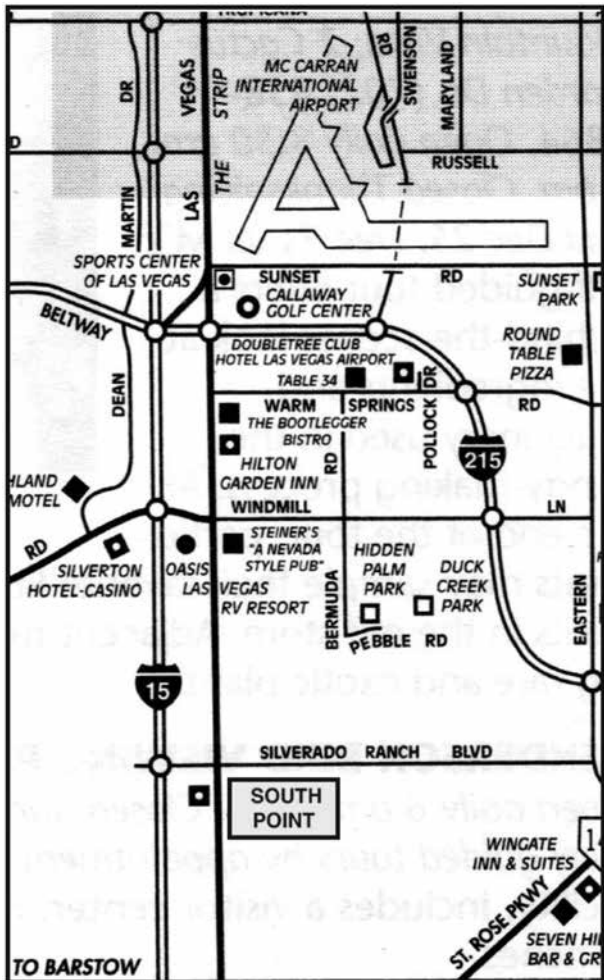 MC CARRAN
INTERNATIONAL
AIRPORT
RD
SWENSON
MARYLAND
DR
VEGAS
STRIP
RUSSELL
THE
LAS
MARTIN
SPORTS CENTER
OF LAS VEGAS
SUNSET
RD
SUNSET
PARK
CALLAWAY
GOLF CENTER
BELTWAY
DOUBLETREE CLUB
HOTEL LAS VEGAS AIRPORT
ROUND
TABLE
PIZZA
TABLE 34
DEAN
WARM
SPRINGS
RD
POLLOCK DR
THE BOOTLEGGER
BISTRO
HILTON
GARDEN INN
RD
215
HLAND
MOTEL
WINDMILL
LN
RD
SILVERTON
HOTEL-CASINO
OASIS
LAS VEGAS
RV RESORT
STEINER'S
"A NEVADA
STYLE PUB"
HIDDEN
PALM
PARK
DUCK
CREEK
PARK
BERMUDA
EASTERN
PEBBLE RD
15
SILVERADO RANCH BLVD
SOUTH
POINT
WINGATE
INN & SUITES
ST. ROSE PKWY
SEVEN HI
BAR & GR
TO BARSTOW